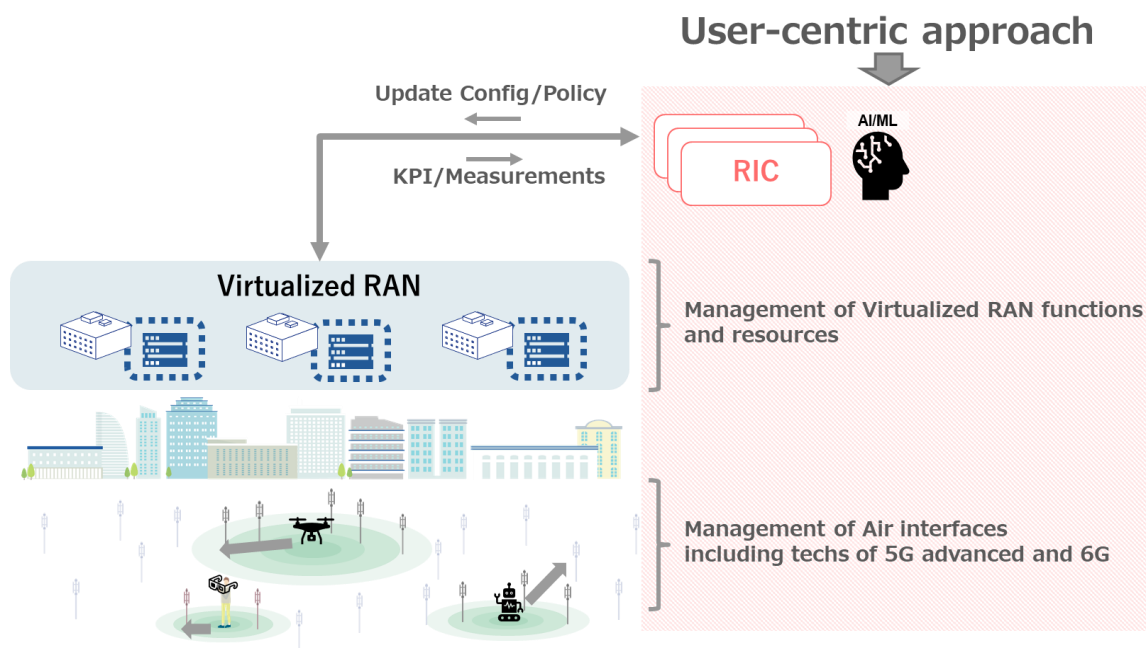 User-centric approach
Update Config/Policy
KPI/Measurements
AI/ML
RIC
Virtualized RAN
Management of Virtualized RAN functions
and resources
Management of Air interfaces
including techs of 5G advanced and 6G